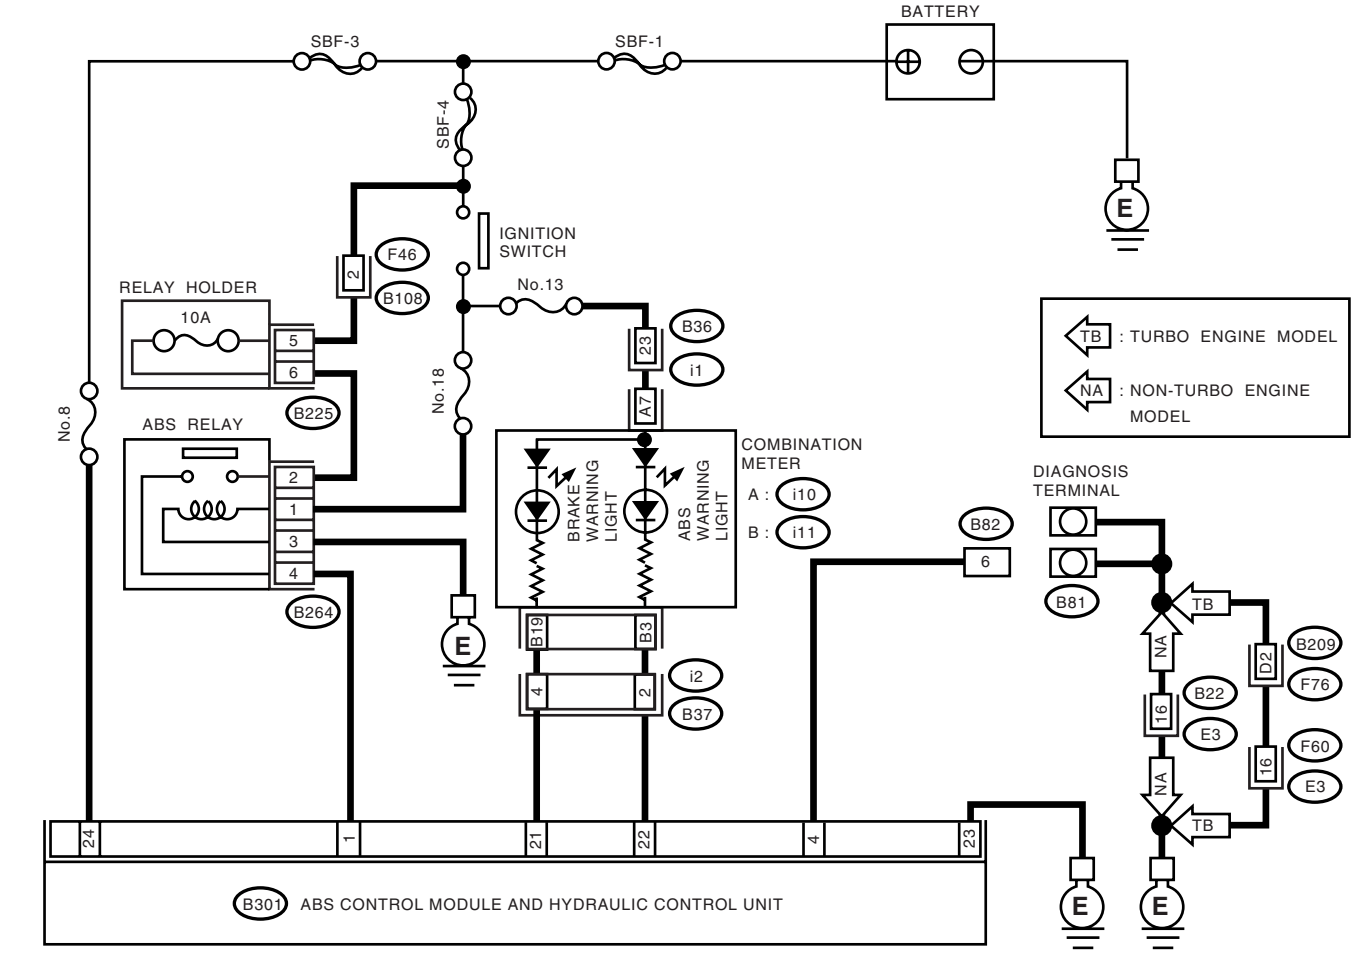 BATTERY
SBF-3
SBF-1
SBF-4
E
IGNITION
SWITCH
F46
2
B108
RELAY HOLDER
10A
5
6
B225
No.13
B36
23
i1
A7
No.18
No.8
TB : TURBO ENGINE MODEL
NA : NON-TURBO ENGINE
MODEL
ABS RELAY
2
1
3
4
B264
E
BRAKE
WARNING
LIGHT
ABS
WARNING
LIGHT
COMBINATION
METER
A : i10
B : i11
B19
B3
4
2
i2
B37
DIAGNOSIS
TERMINAL
B82
6
B81
TB
NA
B209
D2
F76
B22
16
E3
F60
16
E3
NA
TB
24
1
21
22
4
23
B301 ABS CONTROL MODULE AND HYDRAULIC CONTROL UNIT
E
E